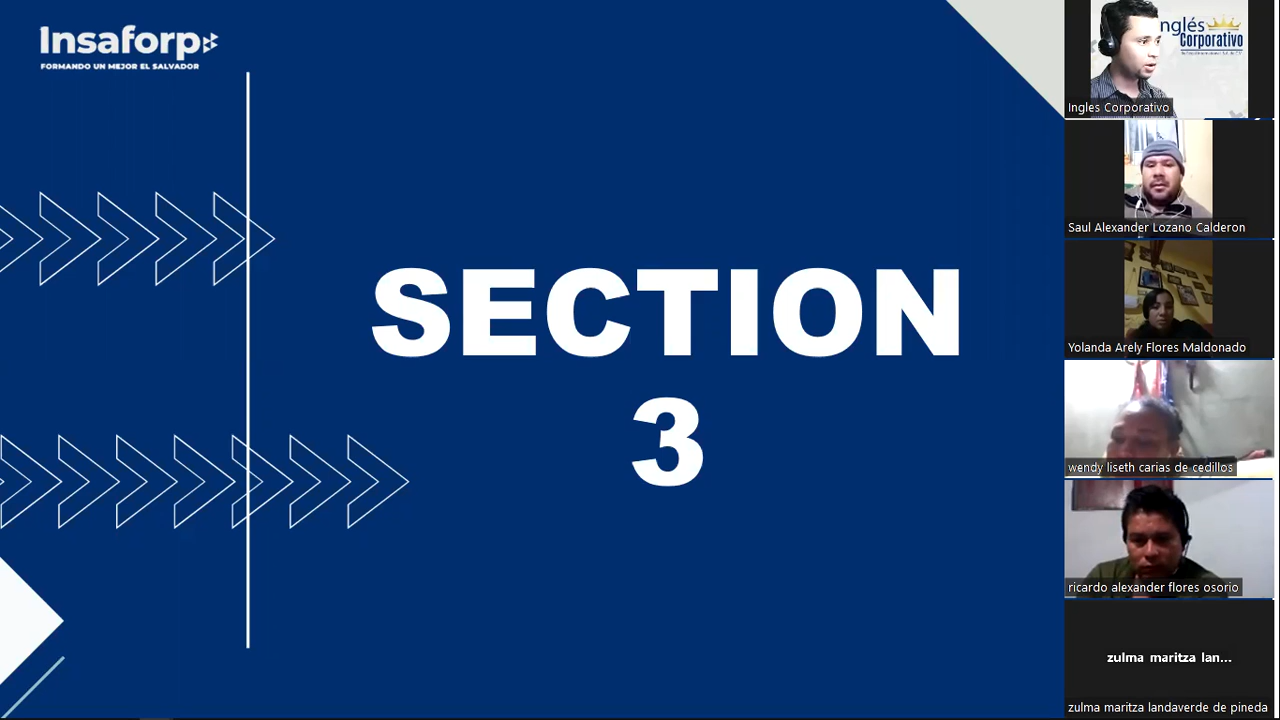 Insaforp
FORMANDO UN MEJOR EL SALVADOR
SECTION
3
nglés
Corporativo
Ingles Corporativo
Saul Alexander Lozano Calderon
Yolanda Arely Flores Maldonado
wendy liseth carias de cedillos
ricardo alexander flores osorio
zulma maritza lan...
zulma maritza landaverde de pineda